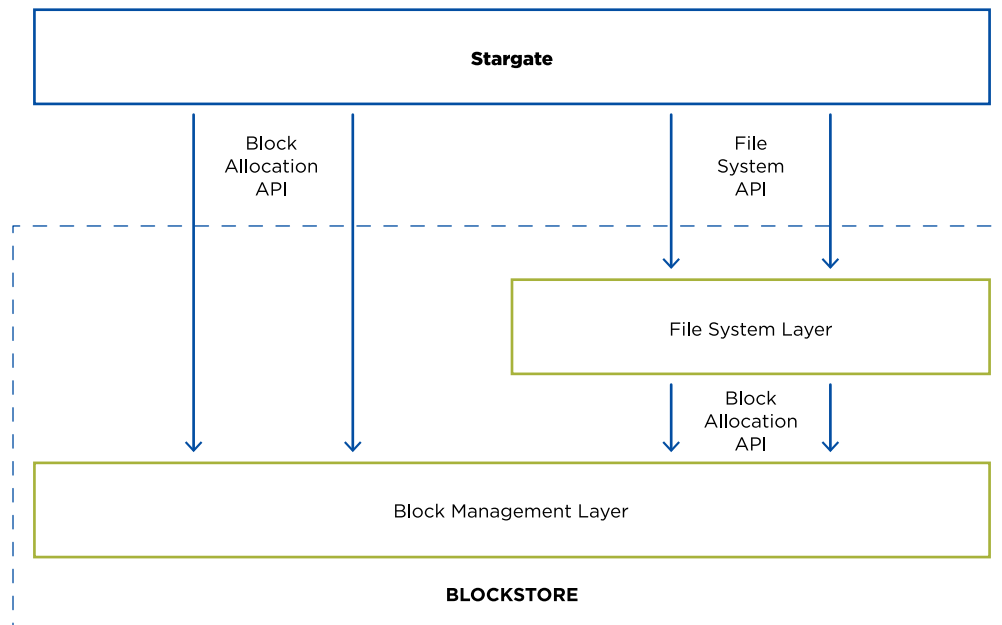 Stargate
Block
Allocation
API
File
System
API
File System Layer
Block
Allocation
API
Block Management Layer
BLOCKSTORE